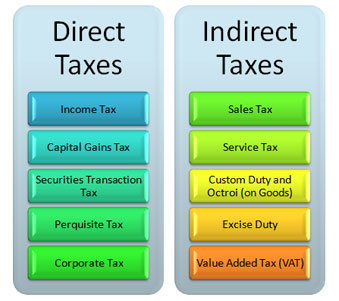 Direct
Taxes
Income Tax
Capital Gains Tax
Securities Transaction
Tax
Perquisite Tax
Corporate Tax
Indirect
Taxes
Sales Tax
Service Tax
Custom Duty and
Octroi (on Goods)
Excise Duty
Value Added Tax (VAT)